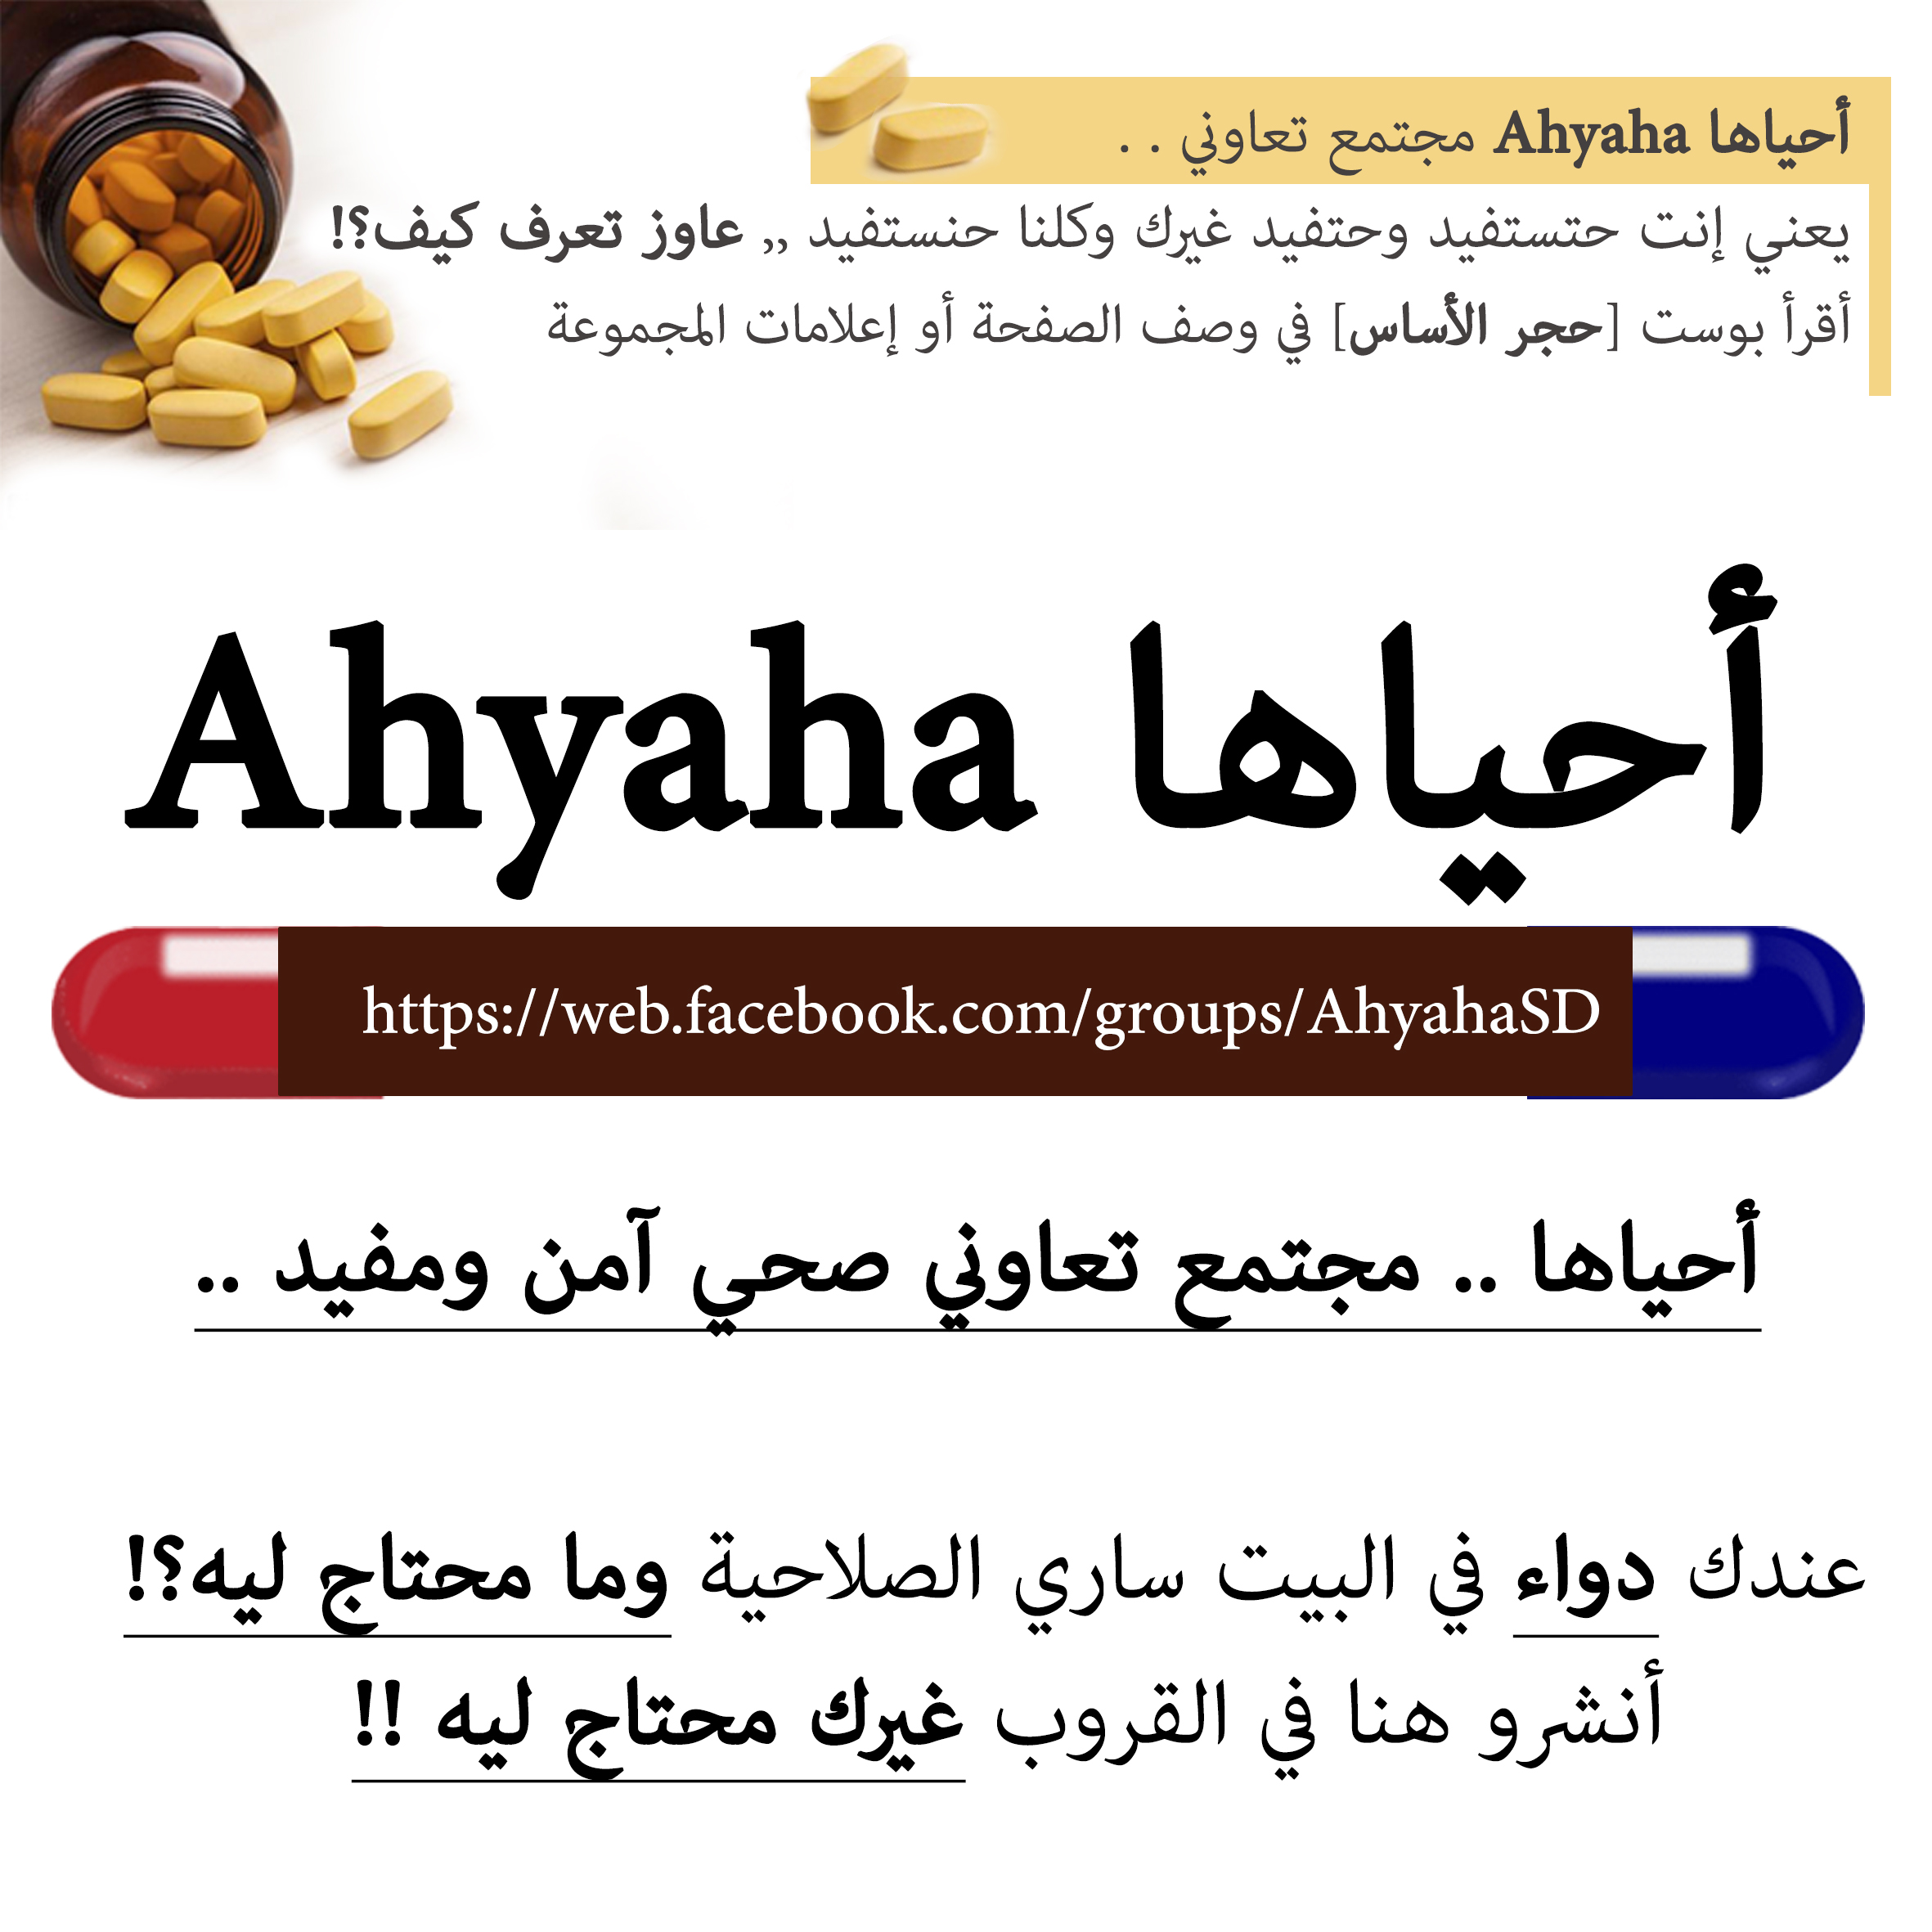 أحياها Ahyaha مجتمع تعاوني . .
يعني إنت حتستفيد وحتفيد غيرك وكلنا حنستفيد ,, عاوز تعرف كيف؟!
أقرأ بوست [حجر الأساس] في وصف الصفحة أو إعلامات المجموعة
أحياها Ahyaha
https://web.facebook.com/groups/AhyahaSD
أحياها .. مجتمع تعاوني صحي آمن ومفيد ..
عندك دواء في البيت ساري الصلاحية وما محتاج ليه؟!
أنشرو هنا في القروب غيرك محتاج ليه !!